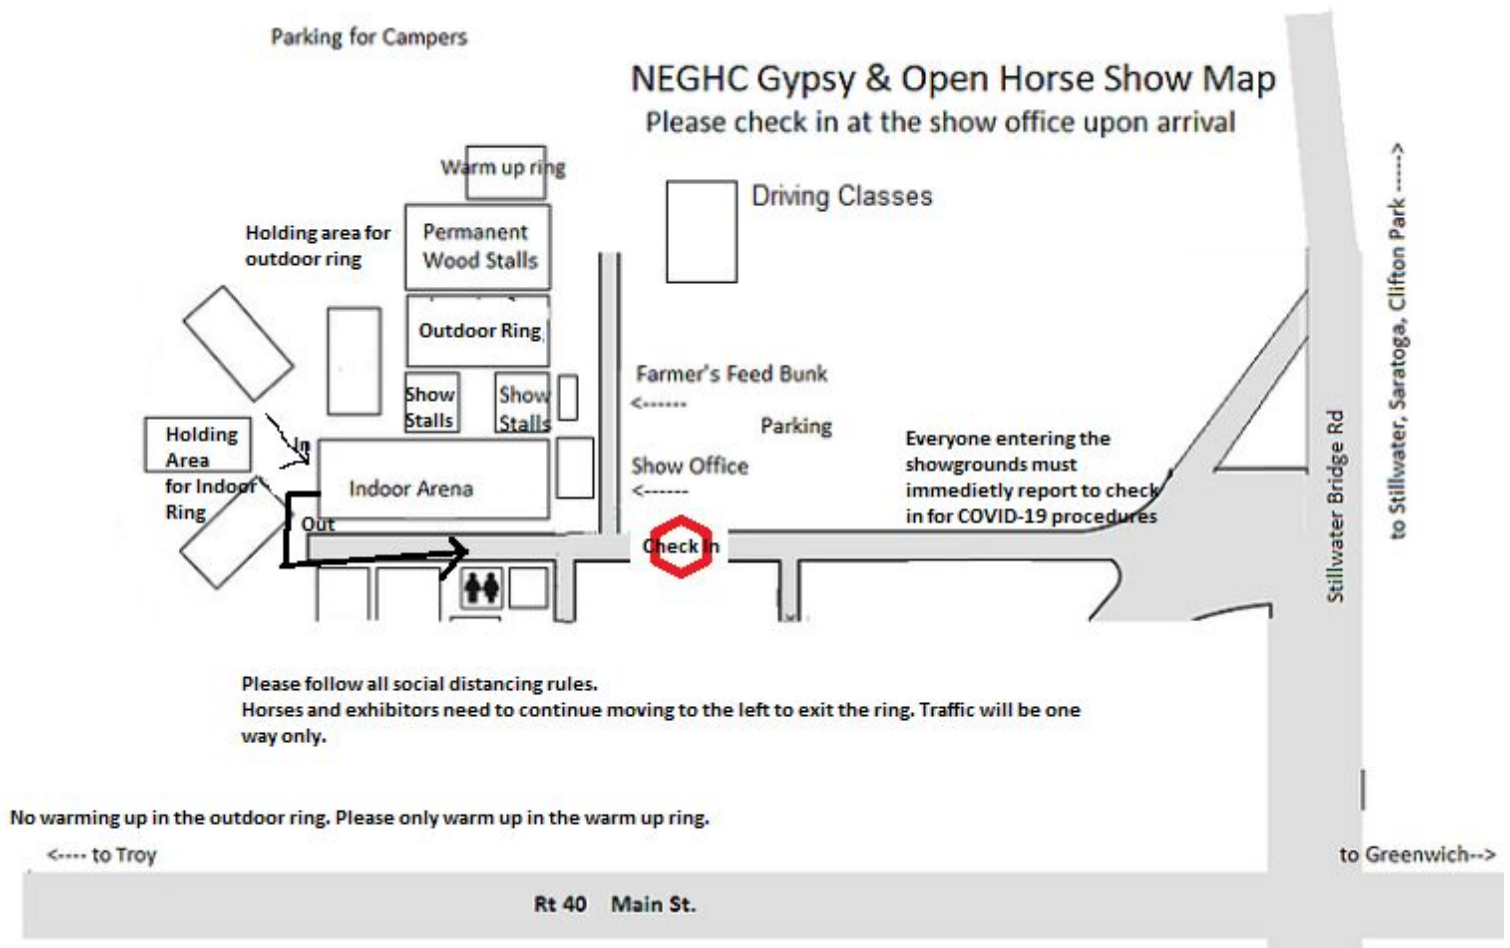 Parking for Campers
NEGHC Gypsy & Open Horse Show Map
Please check in at the show office upon arrival
Warm up ring
Driving Classes
Holding area for
outdoor ring
Permanent
Wood Stalls
Outdoor Ring
Farmer's Feed Bunk
<------
Show
Stalls
Show
Stalls
Parking
Holding
Area
for Indoor
Ring
In
Indoor Arena
Out
Show Office
<------
Everyone entering the
showgrounds must
immedietly report to check
in for COVID-19 procedures
Check In
Stillwater Bridge Rd
to Stillwater, Saratoga, Clifton Park ----->
Please follow all social distancing rules.
Horses and exhibitors need to continue moving to the left to exit the ring. Traffic will be one
way only.
No warming up in the outdoor ring. Please only warm up in the warm up ring.
<---- to Troy
to Greenwich-->
Rt 40 Main St.